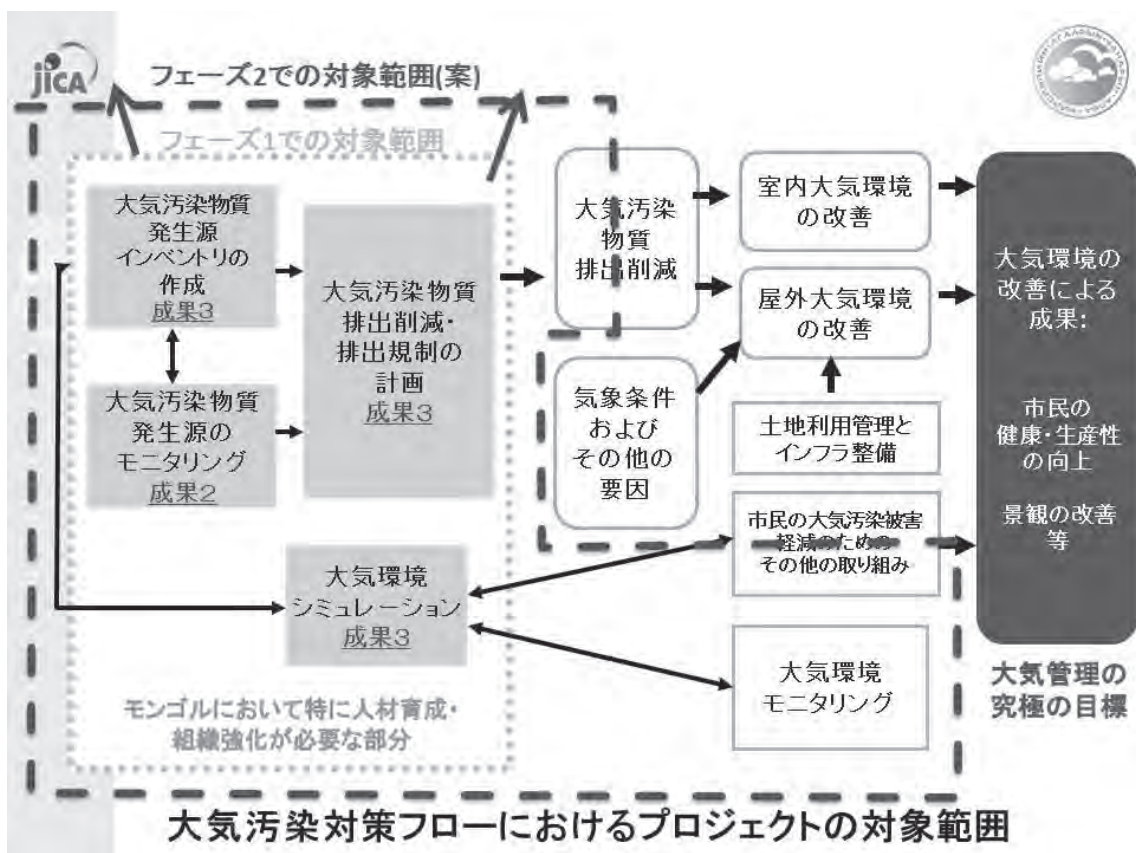 jICA
フェーズ2での対象範囲(案)
フェーズ1での対象範囲
大気汚染物質
発生源
インベントリの
作成
成果3
大気汚染物質
発生源の
モニタリング
成果2
大気汚染物質
排出削減・
排出規制の
計画
成果3
大気環境
シミュレーション
成果3
モンゴルにおいて特に人材育成・
組織強化が必要な部分
大気汚染
物質
排出削減
気象条件
および
その他の
要因
室内大気環境
の改善
屋外大気環境
の改善
土地利用管理と
インフラ整備
市民の大気汚染被害
軽減のための
その他の取り組み
大気環境
モニタリング
大気環境の
改善による
成果:
市民の
健康・生産性
の向上
景観の改善
等
大気管理の
究極の目標
大気汚染対策フローにおけるプロジェクトの対象範囲